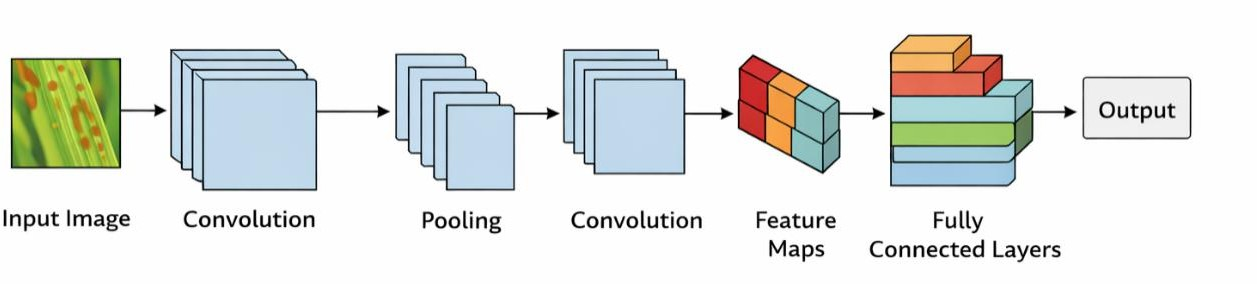 Output
Input Image
Convolution
Pooling
Convolution
Feature
Maps
Fully
Connected Layers